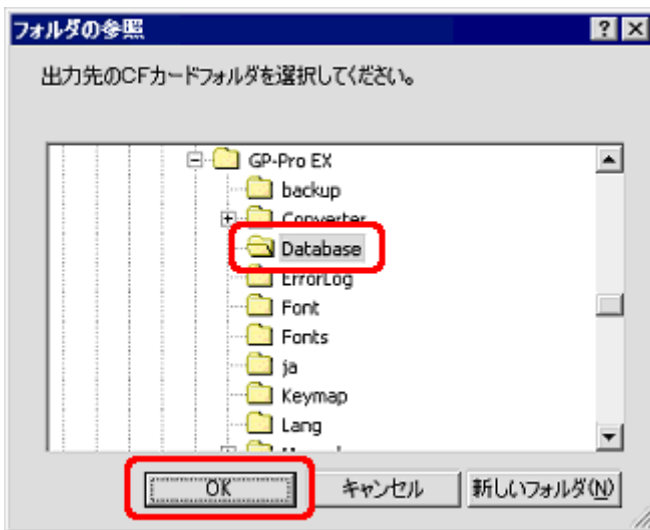 フォルダの参照
出力先のCFカードフォルダを選択してください。
GP-Pro EX
backup
Converter
Database
ErrorLog
Font
Fonts
ja
Keymap
Lang
OK キャンセル 新しいフォルダ(N)